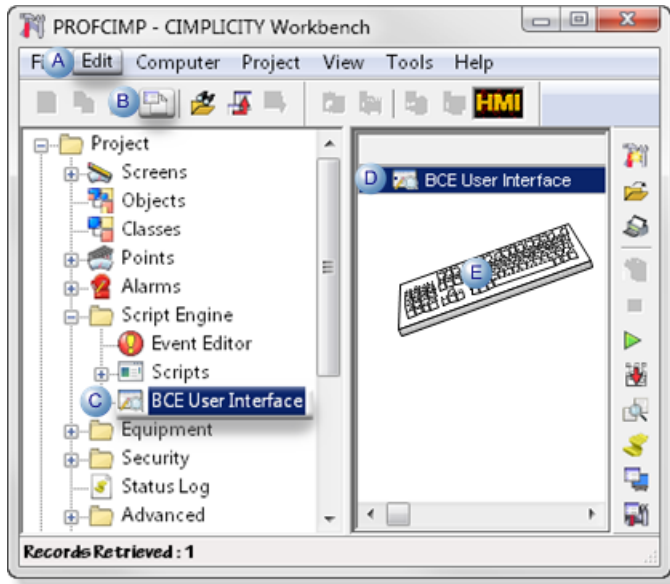 PROFCIMP - CIMPLICITY Workbench
F A Edit Computer Project View Tools Help
B HMI
Project
Screens
Objects
Classes
Points
Alarms
Script Engine
Event Editor
Scripts
C BCE User Interface
Equipment
Security
Status Log
Advanced
D BCE User Interface
E
Records Retrieved : 1